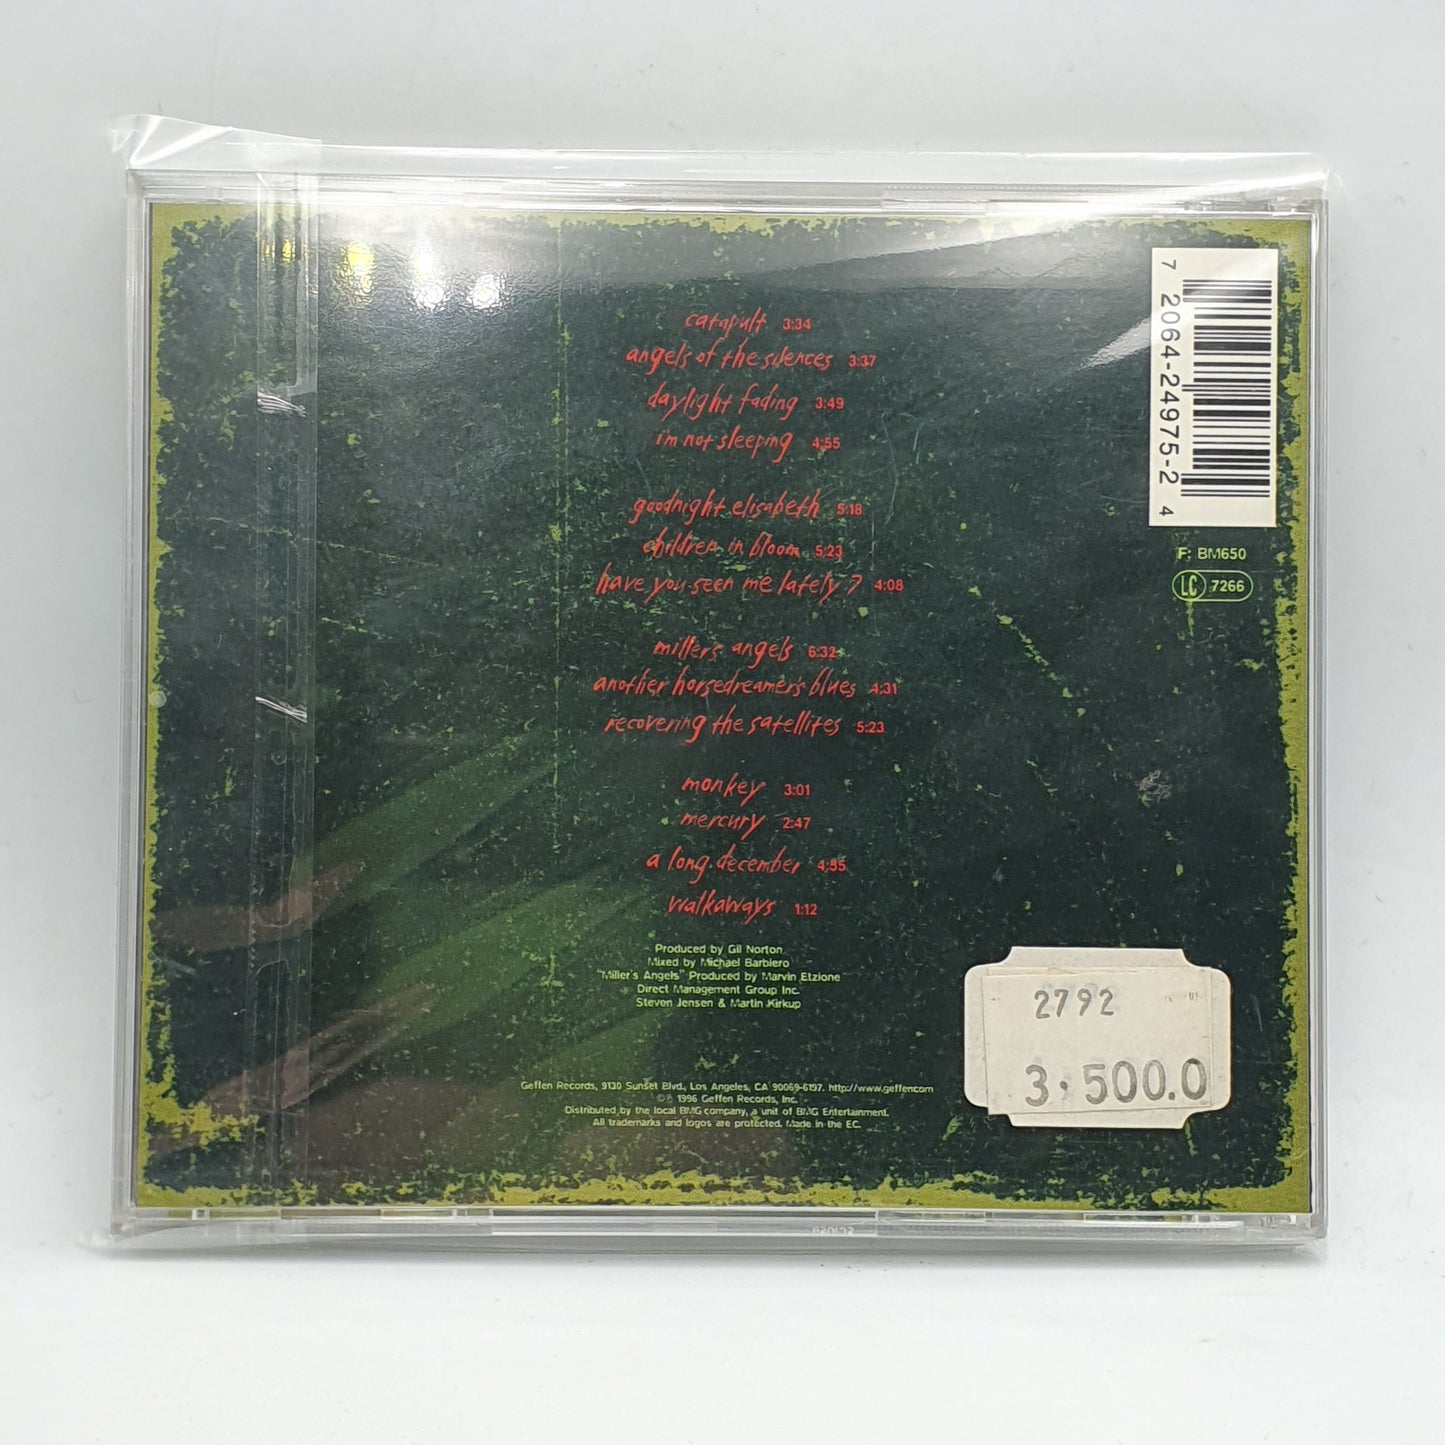 catapult 3:34
angels of the silences 3:37
daylight fading 3:49
i'm not sleeping 4:55
goodnight elisabeth 5:18
children in bloom 5:23
have you seen me lately? 4:08
miller's angels 6:32
another horsedreamer's blues 4:31
recovering the satellites 5:23
monkey 3:01
mercury 2:47
a long december 4:55
walkaways 1:12
Produced by Gil Norton
Mixed by Michael Barbiero
"Miller's Angels" Produced by Marvin Etzione
Direct Management Group Inc.
Steven Jensen & Martin Kirkup
Geffen Records, 9130 Sunset Blvd., Los Angeles, CA 90069-6197. http://www.geffen.com
©℗ 1996 Geffen Records, Inc.
Distributed by the local BMG company, a unit of BMG Entertainment.
All trademarks and logos are protected. Made in the EC.
7 2064-24975-2 4
F: BM650
LC 7266
2792
3.500.0